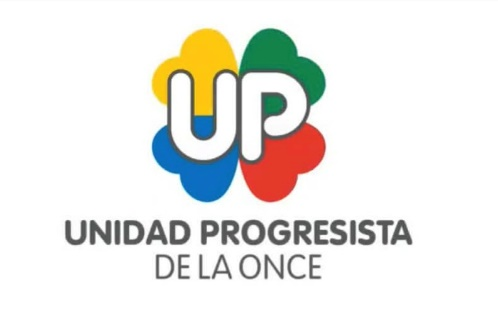 UP
UNIDAD PROGRESISTA
DE LA ONCE